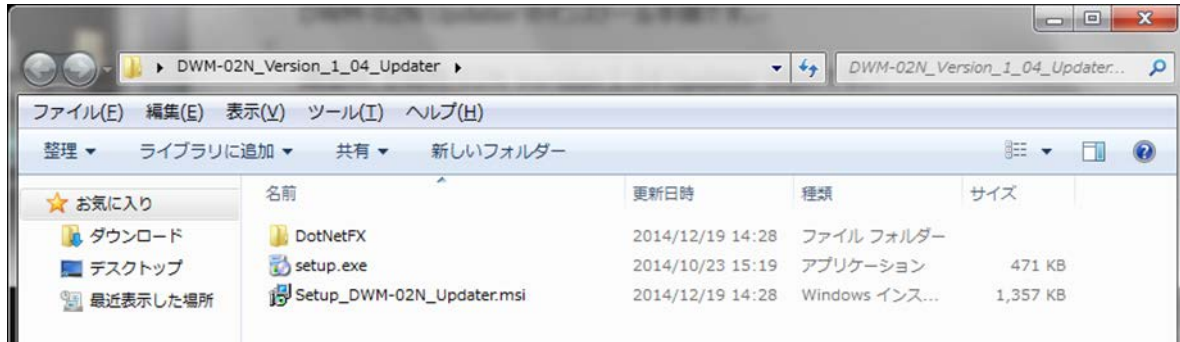 DWM-02N_Version_1_04_Updater
DWM-02N_Version_1_04_Updater...
ファイル(F) 編集(E) 表示(V) ツール(T) ヘルプ(H)
整理 ライブラリに追加 共有 新しいフォルダー
お気に入り
ダウンロード
デスクトップ
最近表示した場所
名前 更新日時 種類 サイズ
DotNetFX 2014/12/19 14:28 ファイル フォルダー
setup.exe 2014/10/23 15:19 アプリケーション 471 KB
Setup_DWM-02N_Updater.msi 2014/12/19 14:28 Windows インス... 1,357 KB